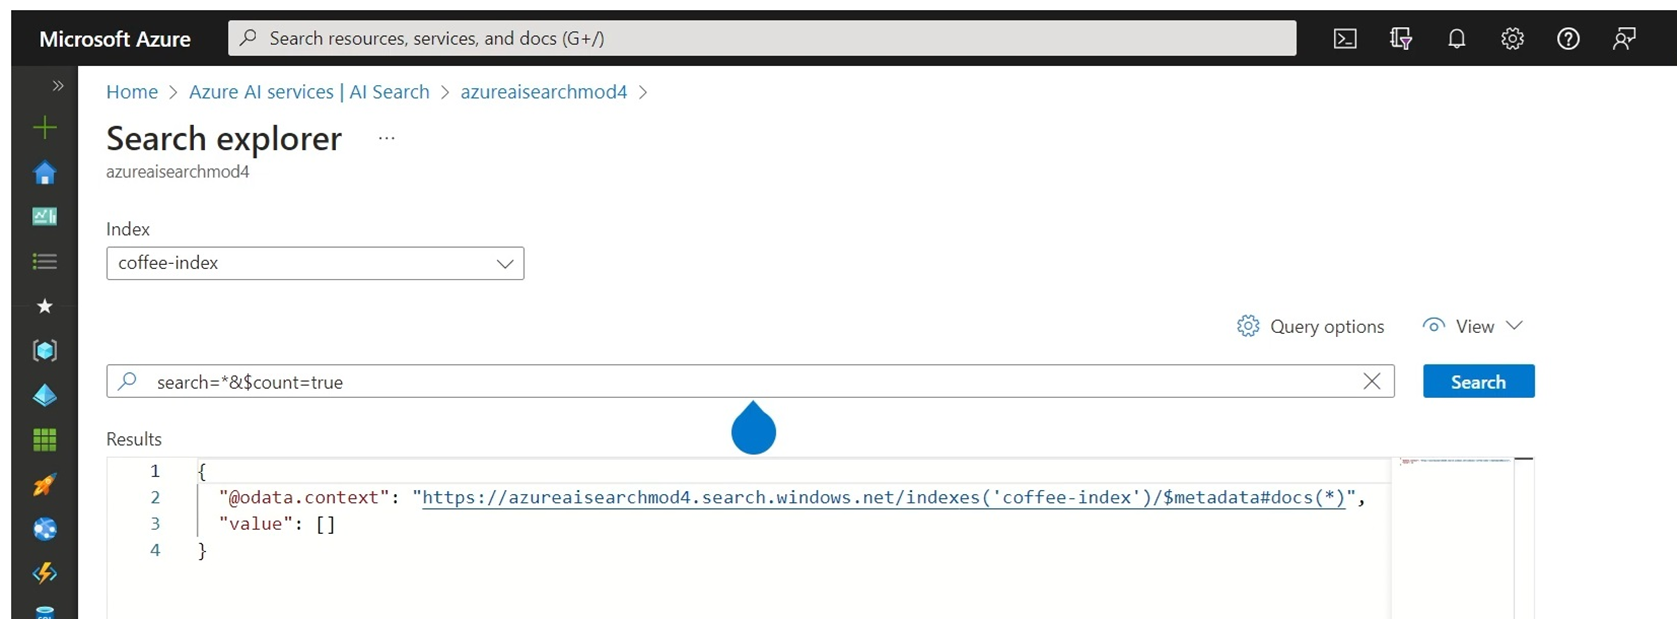 Microsoft Azure
Search resources, services, and docs (G+/)
Home > Azure AI services | AI Search > azureaisearchmod4 >
Search explorer ...
azureaisearchmod4
Index
coffee-index
Query options View
search=*&$count=true
Search
Results
1 {
2 "@odata.context": "https://azureaisearchmod4.search.windows.net/indexes('coffee-index')/$metadata#docs(*)",
3 "value": []
4 }